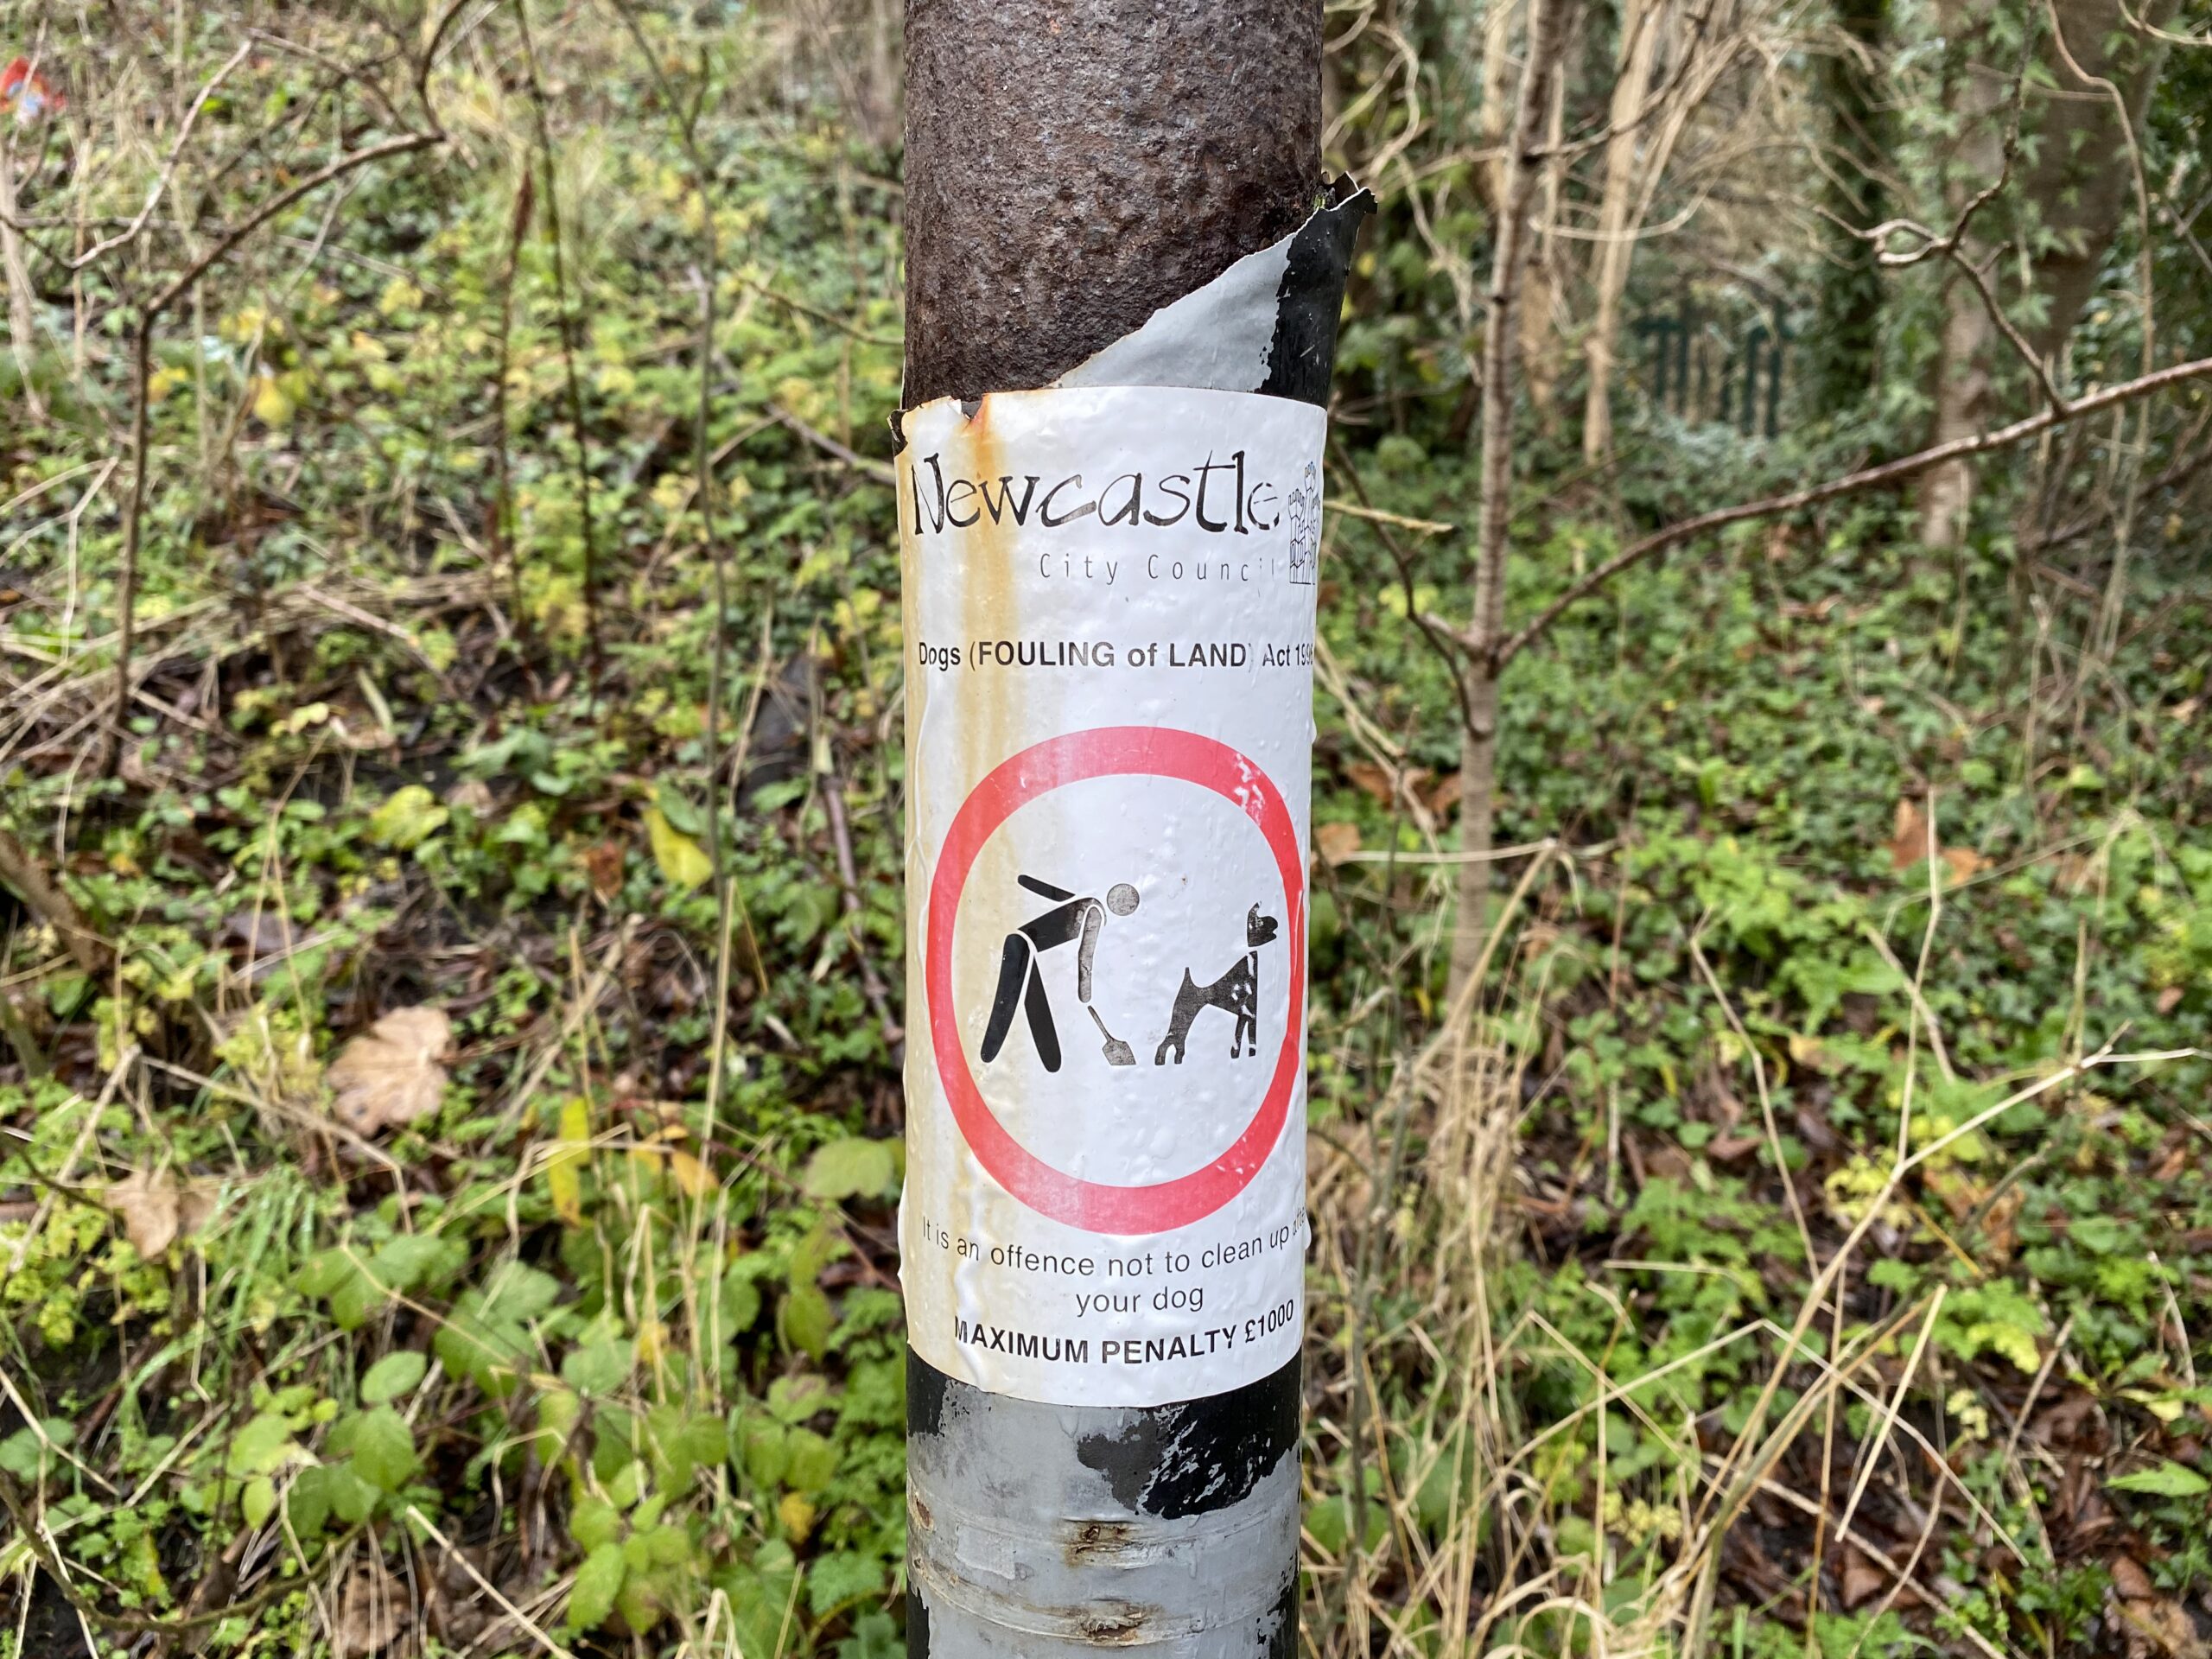 Newcastle
City Council
Dogs (FOULING of LAND) Act
It is an offence not to clean up after
your dog
MAXIMUM PENALTY £1000